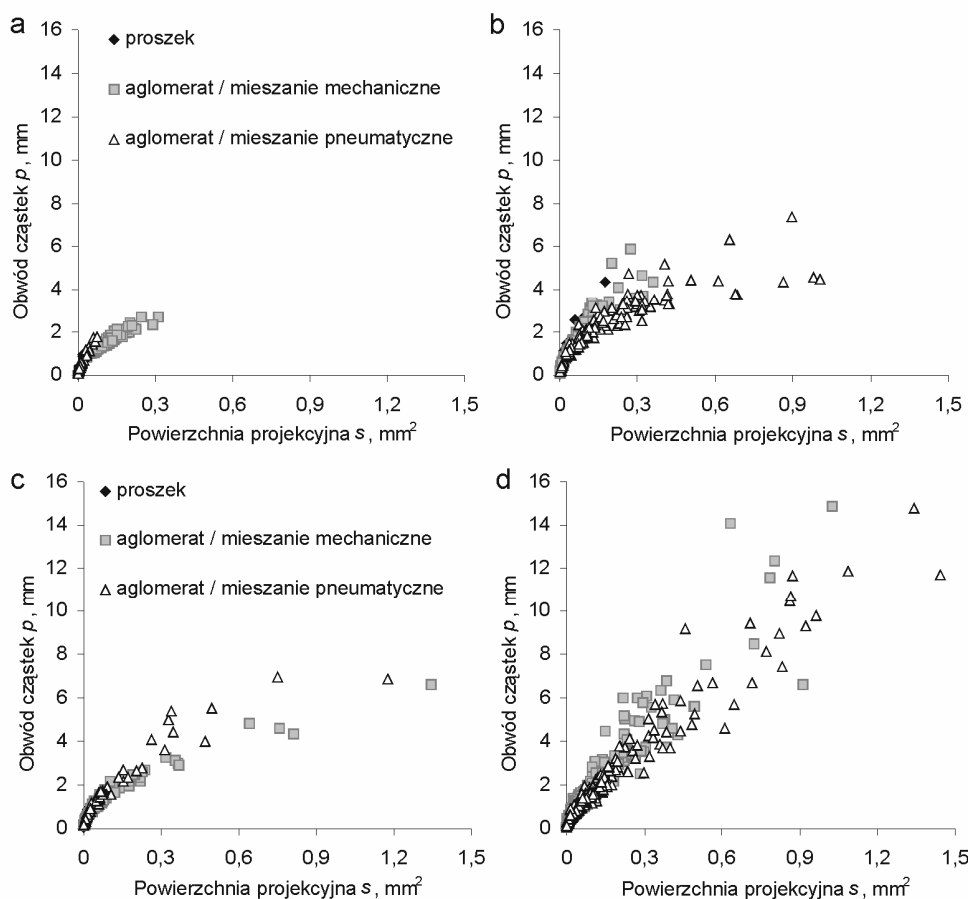 a
proszek
aglomerat / mieszanie mechaniczne
aglomerat / mieszanie pneumatyczne
Obwód cząstek p, mm
16
14
12
10
8
6
4
2
0
0 0,3 0,6 0,9 1,2 1,5
Powierzchnia projekcyjna s, mm²
b
Obwód cząstek p, mm
16
14
12
10
8
6
4
2
0
0 0,3 0,6 0,9 1,2 1,5
Powierzchnia projekcyjna s, mm²
c
proszek
aglomerat / mieszanie mechaniczne
aglomerat / mieszanie pneumatyczne
Obwód cząstek p, mm
16
14
12
10
8
6
4
2
0
0 0,3 0,6 0,9 1,2 1,5
Powierzchnia projekcyjna s, mm²
d
Obwód cząstek p, mm
16
14
12
10
8
6
4
2
0
0 0,3 0,6 0,9 1,2 1,5
Powierzchnia projekcyjna s, mm²